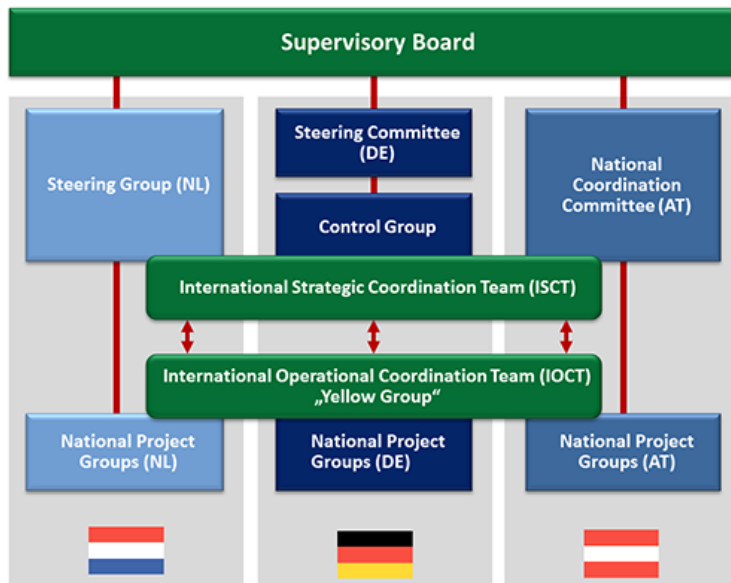 Supervisory Board
Steering Group (NL)
Steering Committee
(DE)
Control Group
National
Coordination
Committee (AT)
International Strategic Coordination Team (ISCT)
International Operational Coordination Team (IOCT)
„Yellow Group“
National Project
Groups (NL)
National Project
Groups (DE)
National Project
Groups (AT)